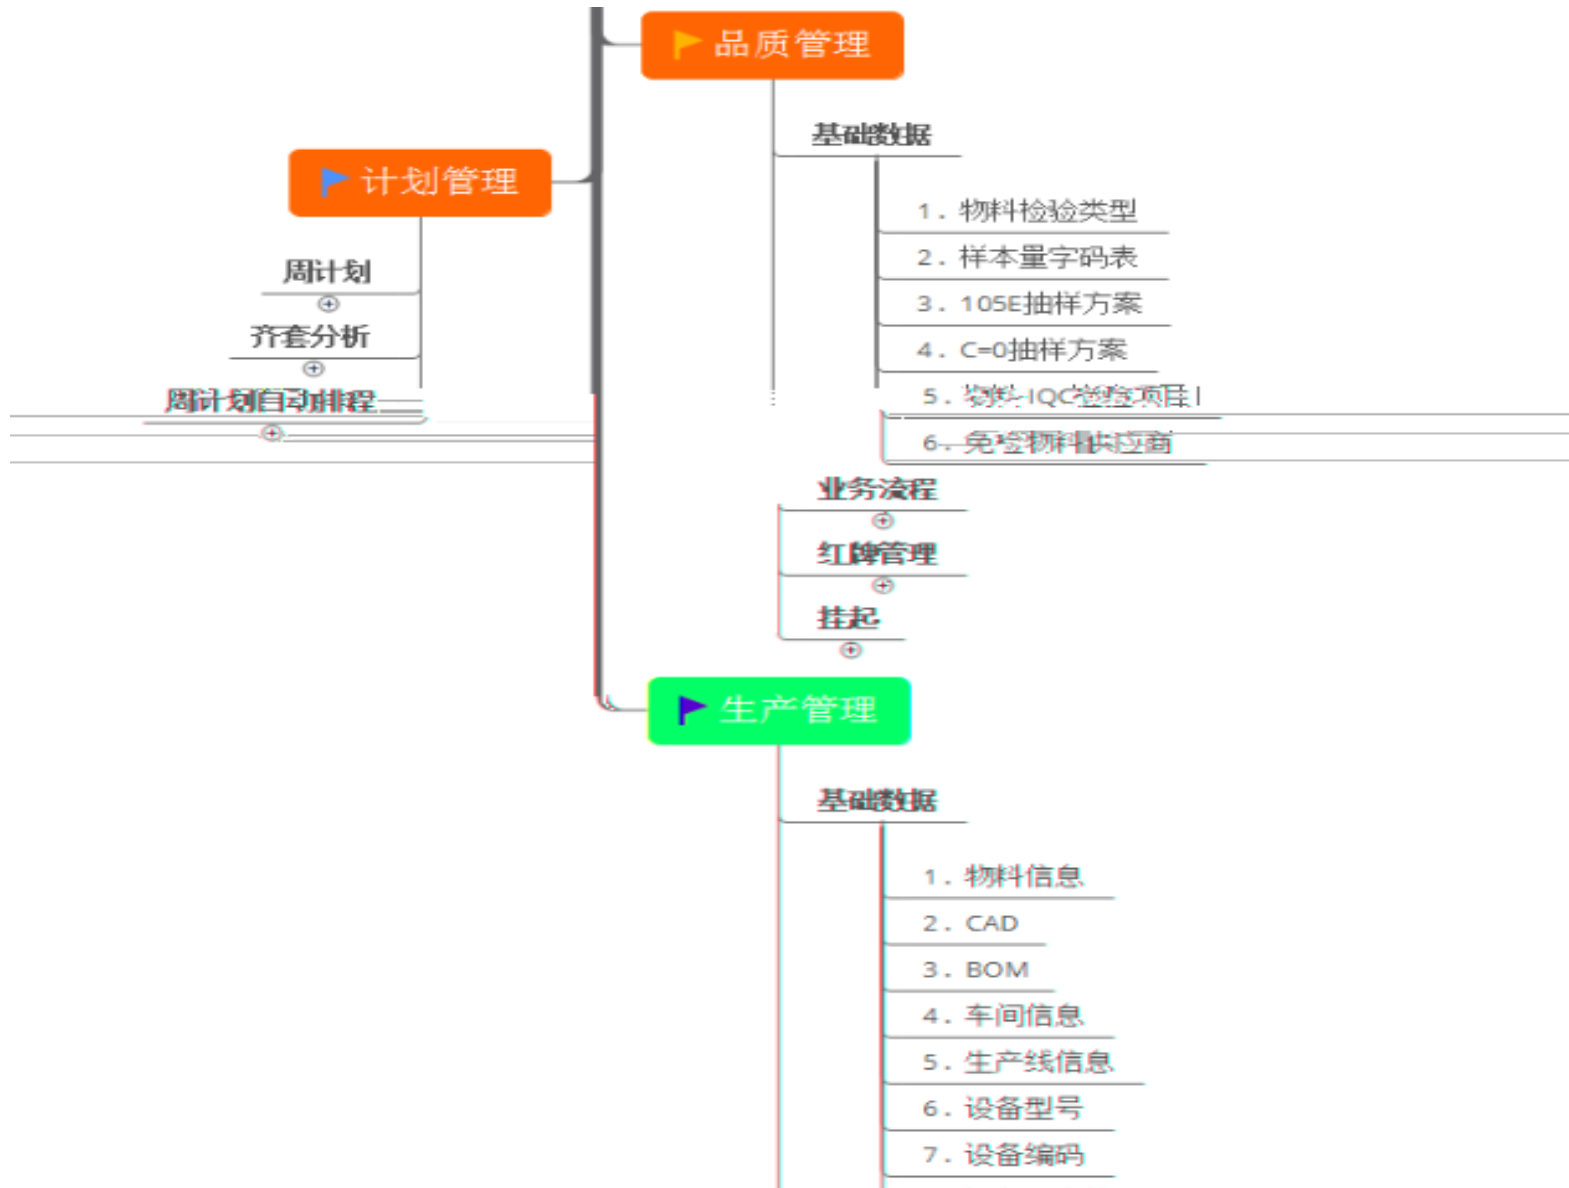 品质管理
基础数据
1. 物料检验类型
2. 样本量字码表
3. 105E抽样方案
4. C=0抽样方案
5. 物料-IQC检验项目
6. 免检物料供应商
业务流程
红牌管理
挂起
计划管理
周计划
齐套分析
周计划自动排程
生产管理
基础数据
1. 物料信息
2. CAD
3. BOM
4. 车间信息
5. 生产线信息
6. 设备型号
7. 设备编码